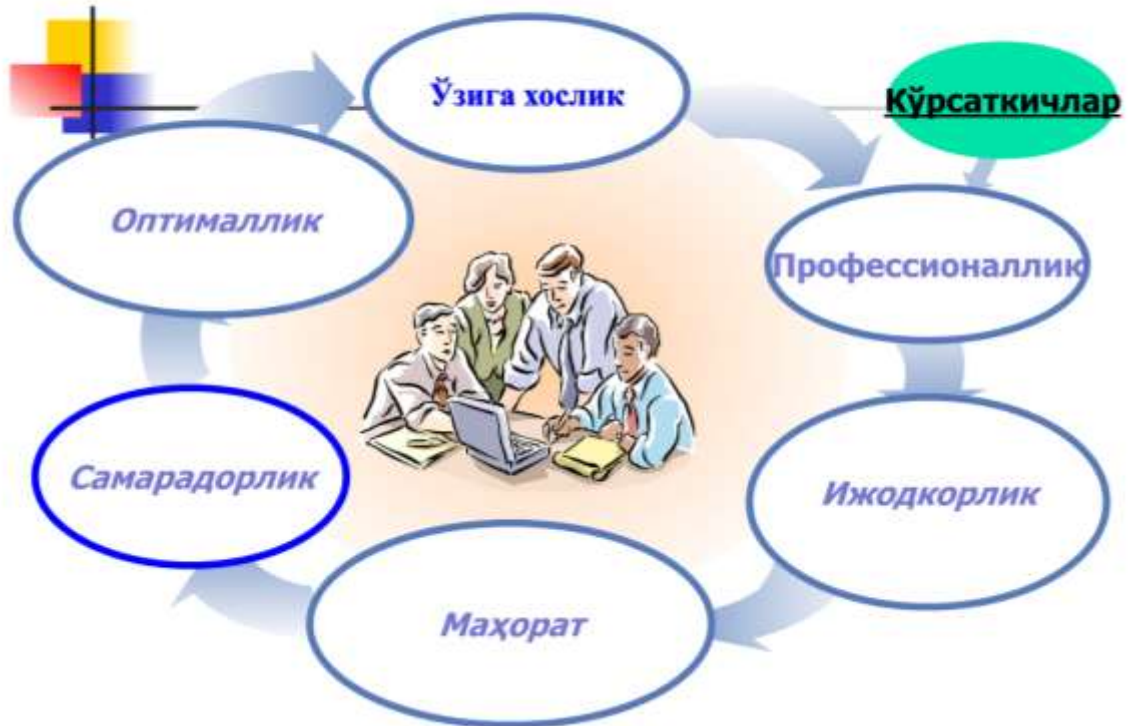 Ўзига хослик
Кўрсаткичлар
Оптималлик
Профессионаллик
Самарадорлик
Ижодкорлик
Маҳорат